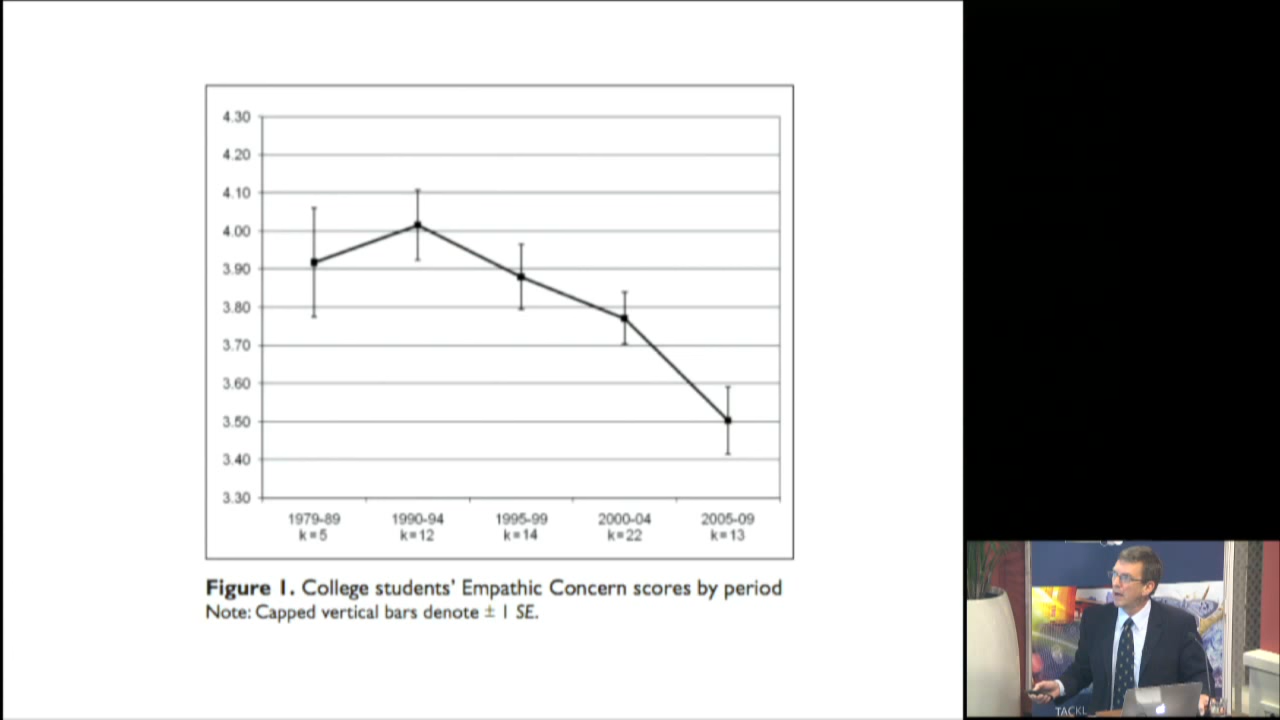 4.30
4.20
4.10
4.00
3.90
3.80
3.70
3.60
3.50
3.40
3.30
1979-89 1990-94 1995-99 2000-04 2005-09
k=5 k=12 k=14 k=22 k=13
Figure 1. College students' Empathic Concern scores by period
Note: Capped vertical bars denote ± 1 SE.
TACKL